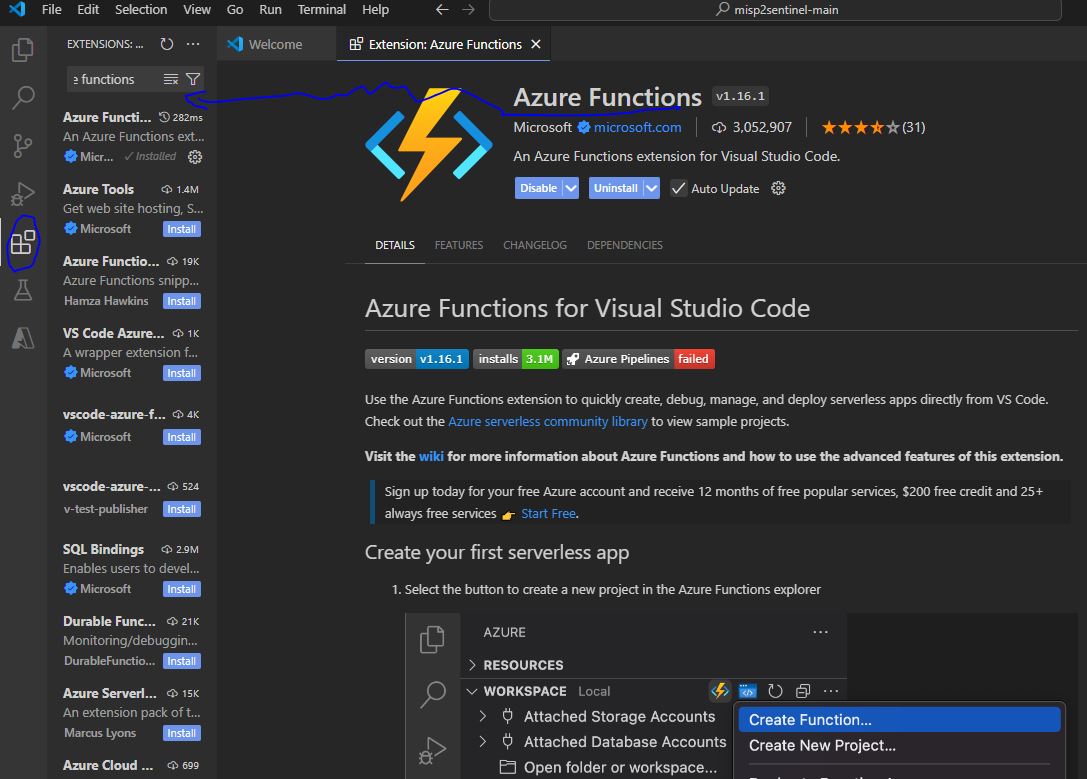 File Edit Selection View Go Run Terminal Help
misp2sentinel-main
EXTENSIONS: ...
Welcome
Extension: Azure Functions
e functions
Azure Functi... 282ms
An Azure Functions ext...
Micr... Installed
Azure Tools 1.4M
Get web site hosting, S...
Microsoft Install
Azure Functio... 19K
Azure Functions snipp...
Hamza Hawkins Install
VS Code Azure... 1K
A wrapper extension f...
Microsoft Install
vscode-azure-f... 4K
Microsoft Install
vscode-azure-... 524
v-test-publisher Install
SQL Bindings 2.9M
Enables users to devel...
Microsoft Install
Durable Func... 21K
Monitoring/debuggin...
DurableFunctio... Install
Azure Serverl... 15K
An extension pack of t...
Marcus Lyons Install
Azure Cloud ... 699
Azure Functions v1.16.1
Microsoft microsoft.com 3,052,907 (31)
An Azure Functions extension for Visual Studio Code.
Disable Uninstall Auto Update
DETAILS FEATURES CHANGELOG DEPENDENCIES
Azure Functions for Visual Studio Code
version v1.16.1 installs 3.1M Azure Pipelines failed
Use the Azure Functions extension to quickly create, debug, manage, and deploy serverless apps directly from VS Code.
Check out the Azure serverless community library to view sample projects.
Visit the wiki for more information about Azure Functions and how to use the advanced features of this extension.
Sign up today for your free Azure account and receive 12 months of free popular services, $200 free credit and 25+
always free services 👉 Start Free.
Create your first serverless app
1. Select the button to create a new project in the Azure Functions explorer
AZURE
RESOURCES
WORKSPACE Local
Attached Storage Accounts
Attached Database Accounts
Open folder or workspace...
Create Function...
Create New Project...